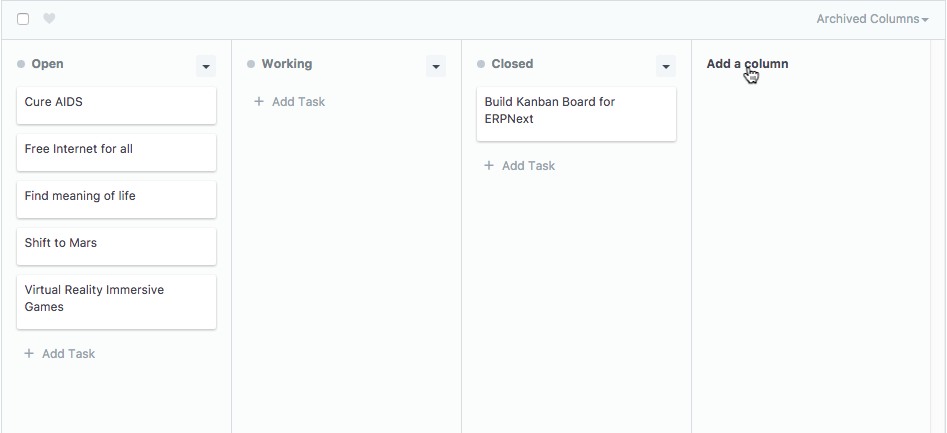 Archived Columns
Open
Cure AIDS
Free Internet for all
Find meaning of life
Shift to Mars
Virtual Reality Immersive
Games
+ Add Task
Working
+ Add Task
Closed
Build Kanban Board for
ERPNext
+ Add Task
Add a column